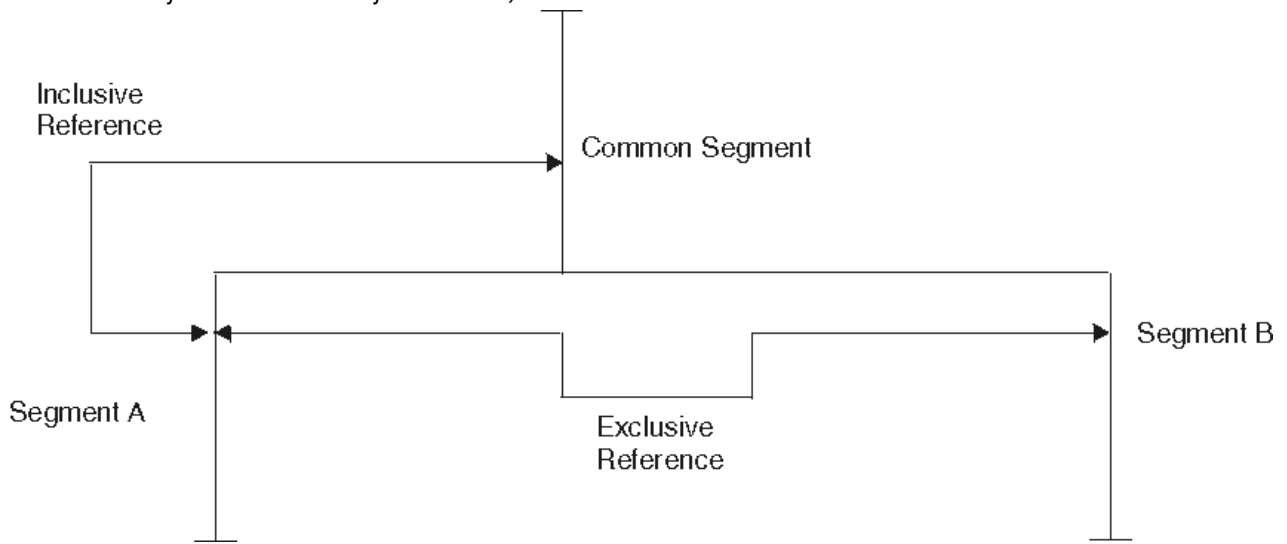 Inclusive
Reference
Common Segment
Segment B
Segment A
Exclusive
Reference